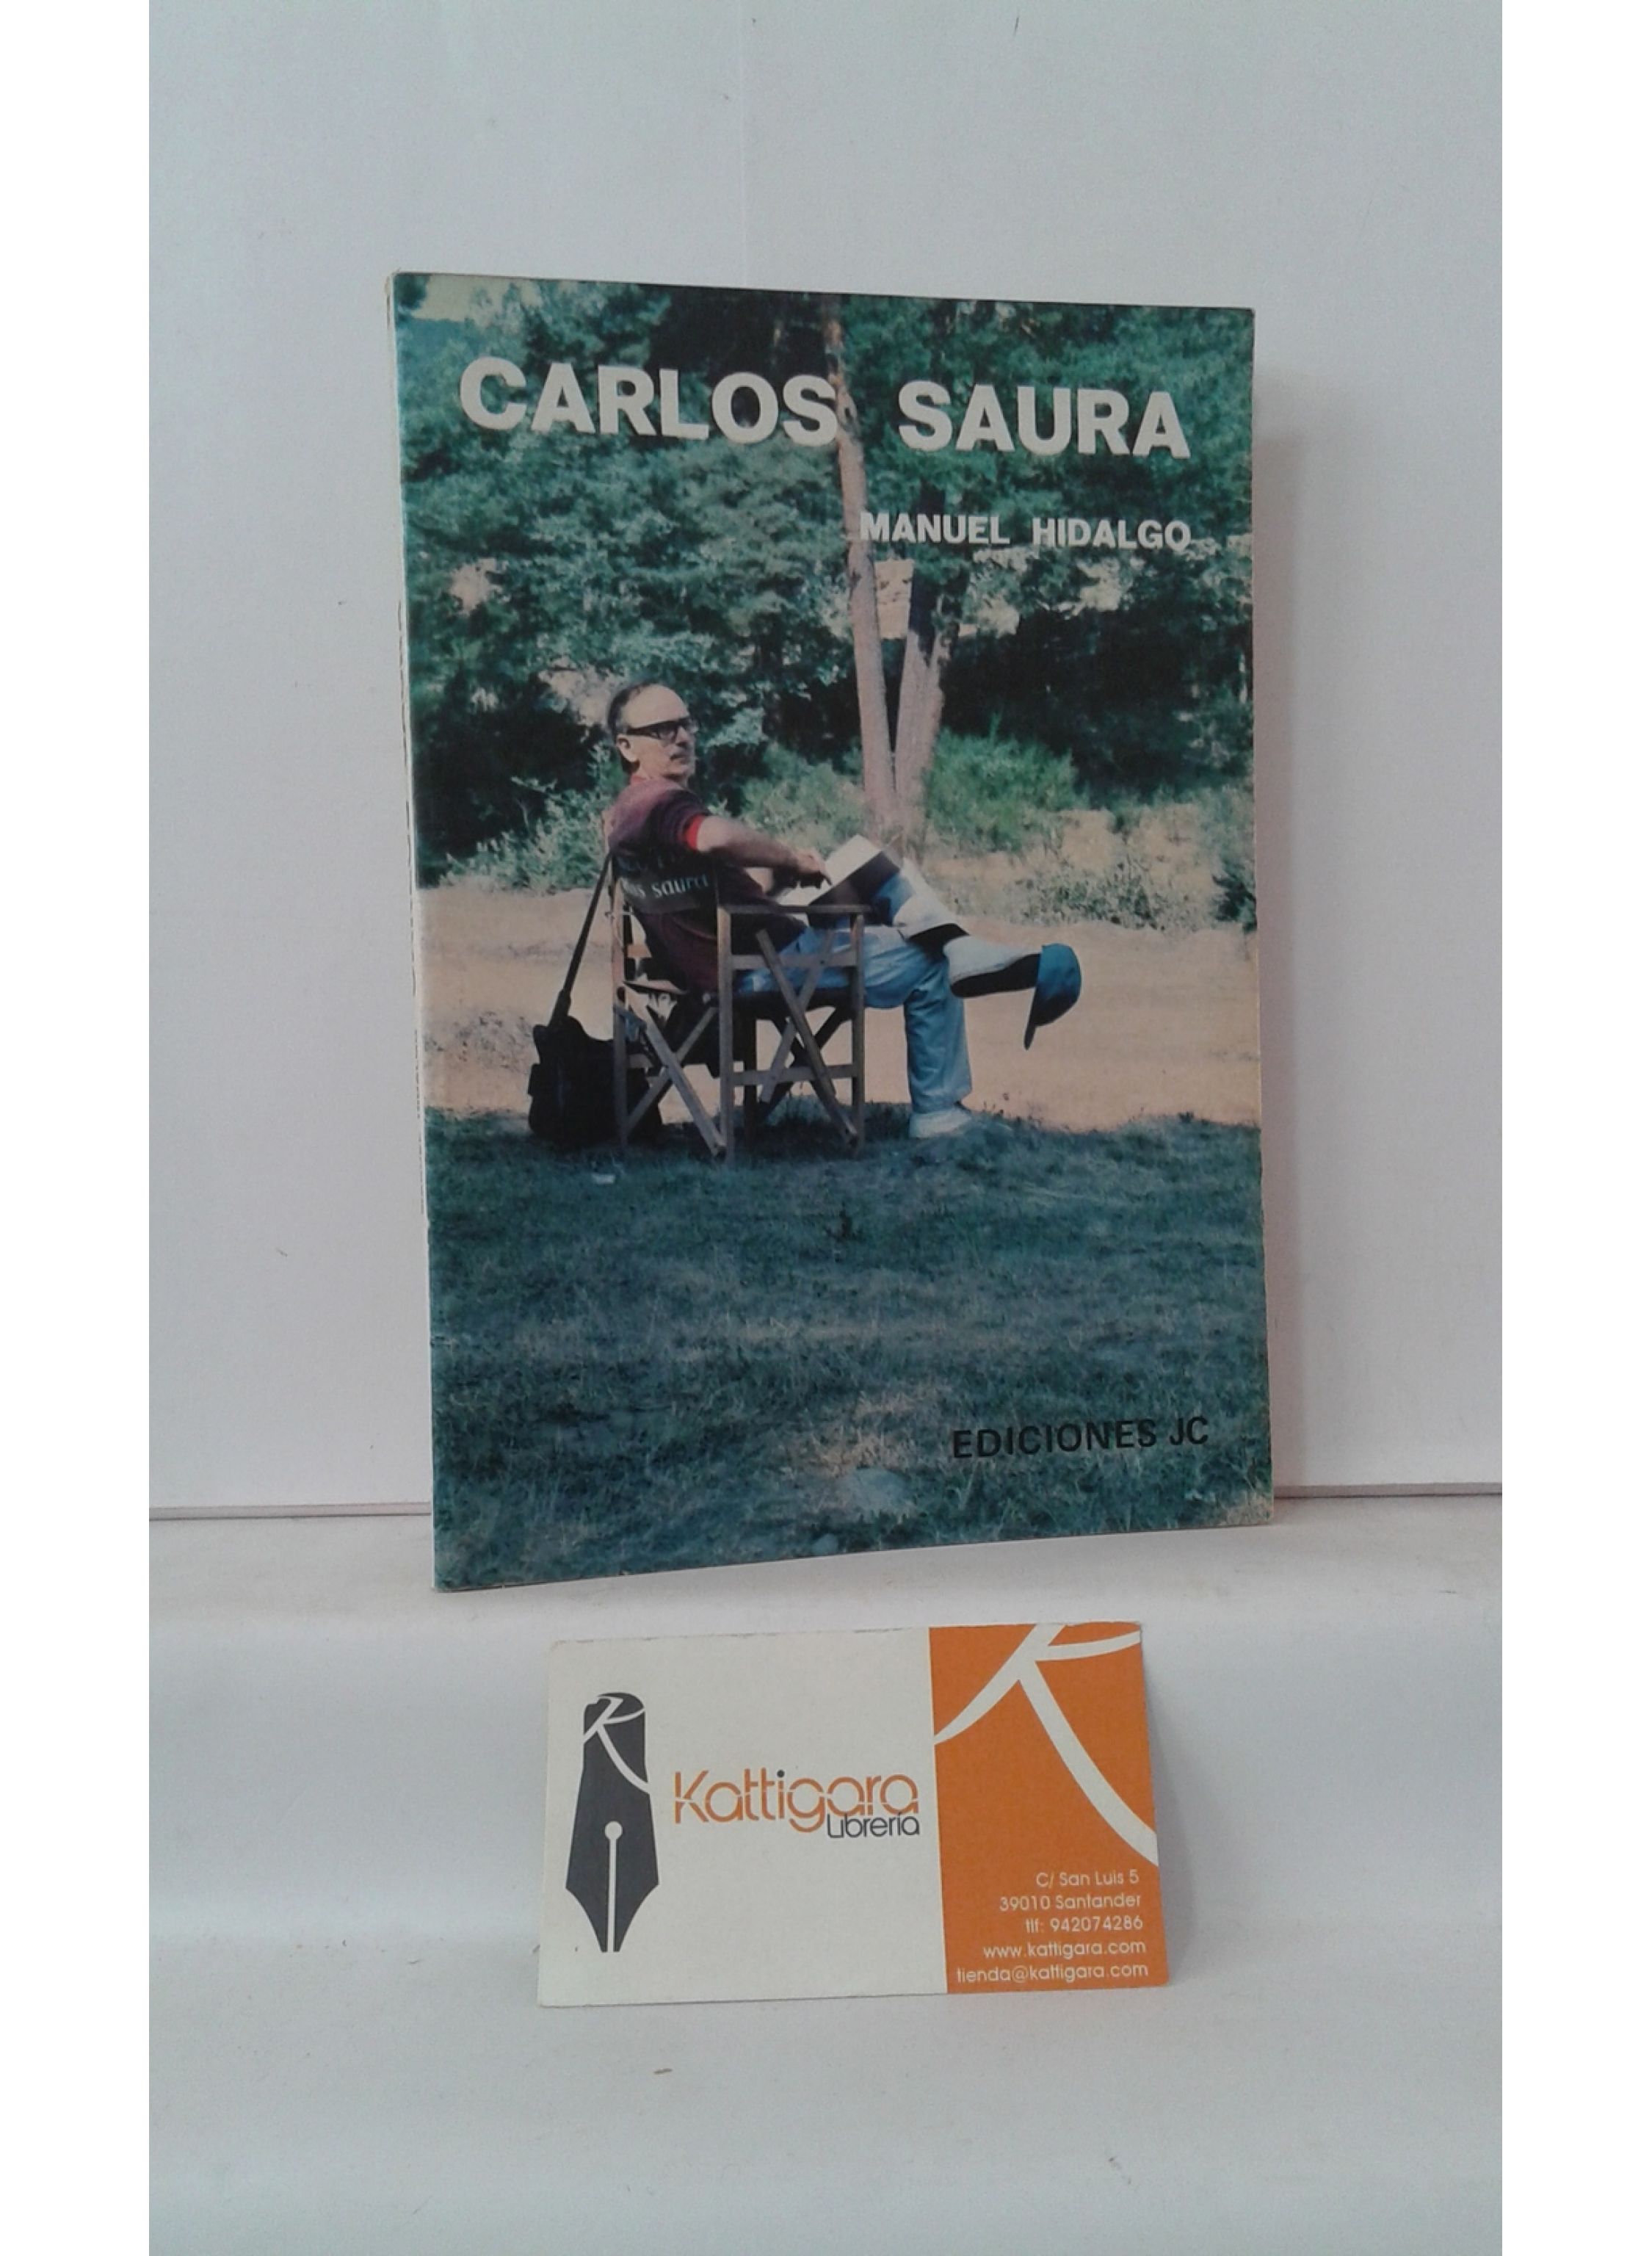 CARLOS SAURA
MANUEL HIDALGO
saura
EDICIONES JC
Kattigara
Librería
C/ San Luis 5
39010 Santander
tlf: 942074286
www.kattigara.com
tienda@kattigara.com